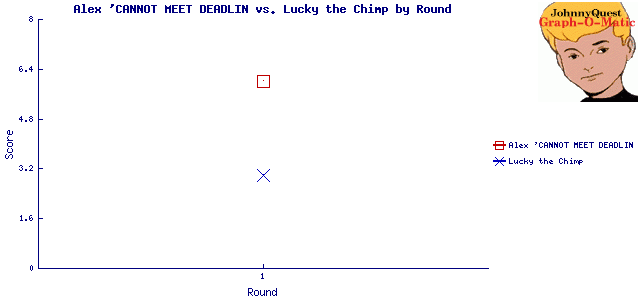 Alex 'CANNOT MEET DEADLIN vs. Lucky the Chimp by Round
JohnnyQuest
Graph-O-Matic
8
6.4
4.8
3.2
1.6
0
Score
1
Round
Alex 'CANNOT MEET DEADLIN
Lucky the Chimp